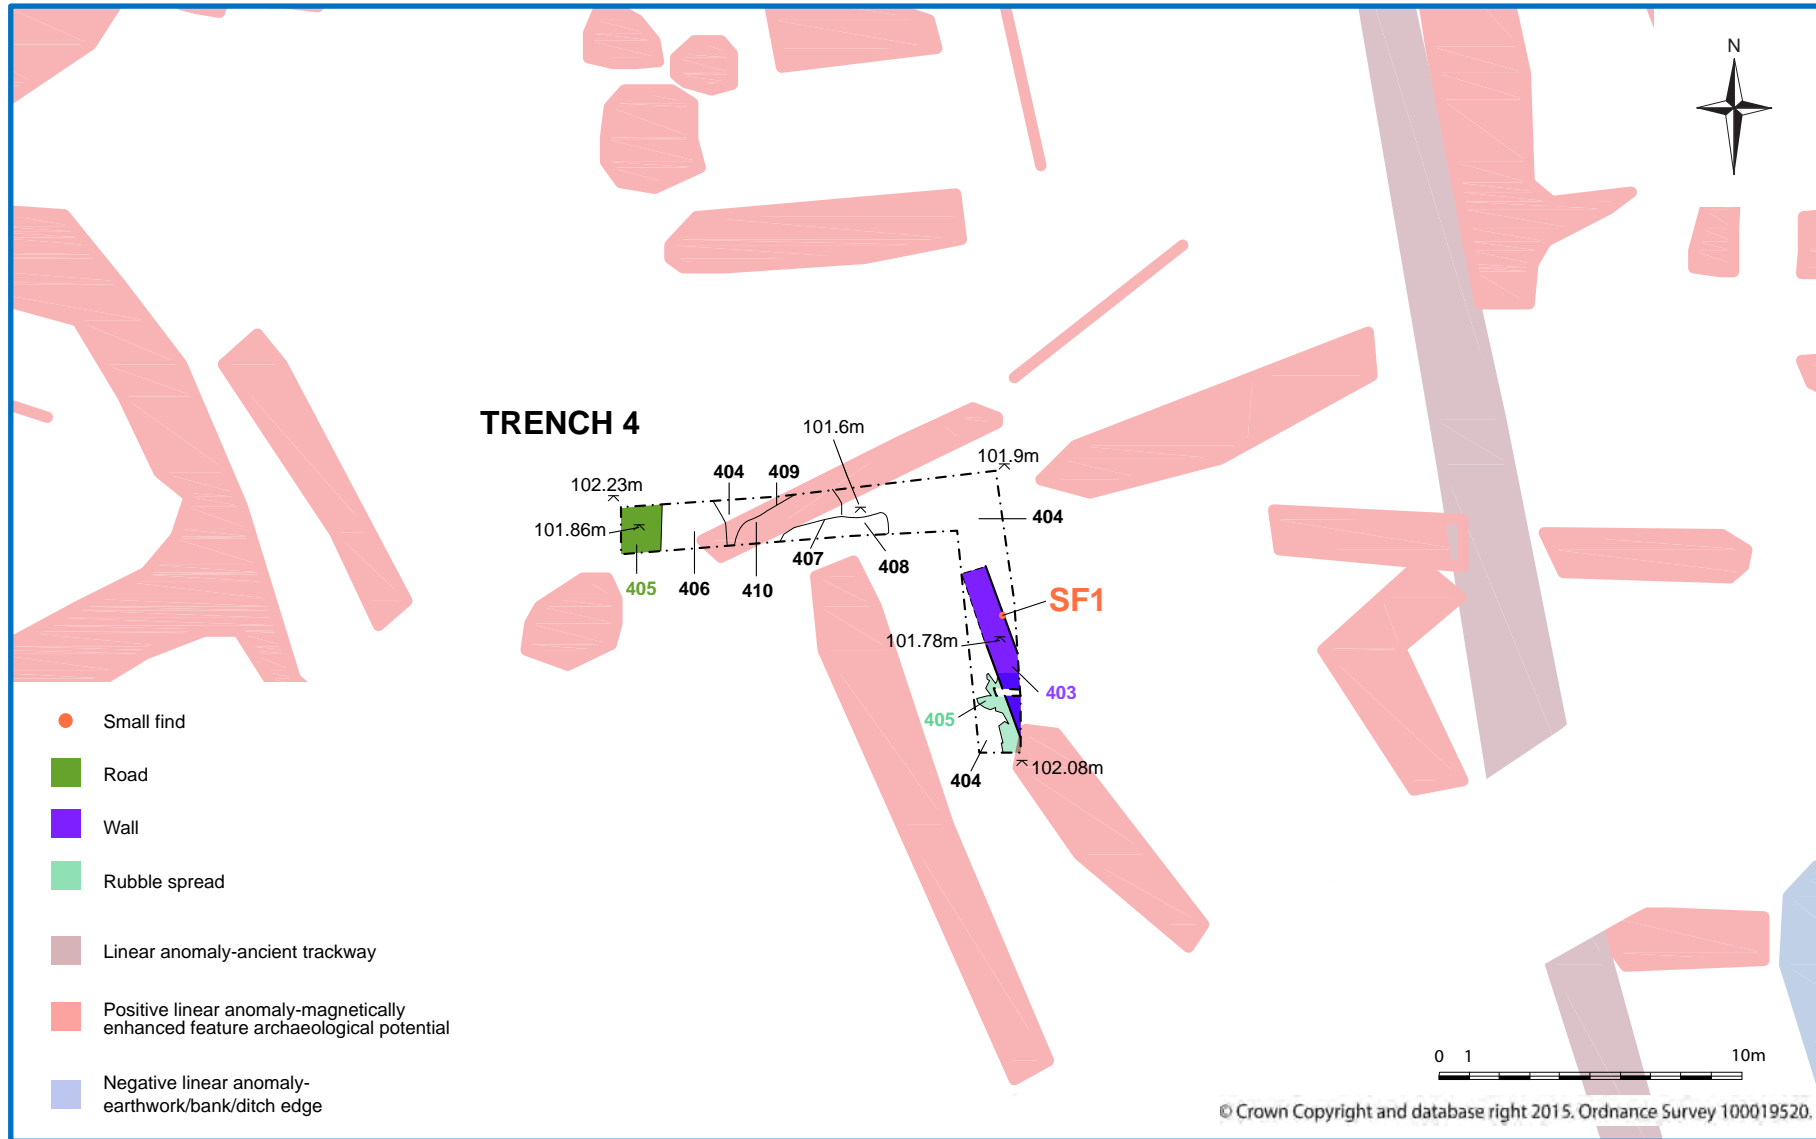 N
TRENCH 4
101.6m
101.9m
404
409
102.23m
404
101.86m
407
408
405
406
410
SF1
101.78m
403
405
404
102.08m
Small find
Road
Wall
Rubble spread
Linear anomaly-ancient trackway
Positive linear anomaly-magnetically
enhanced feature archaeological potential
Negative linear anomaly-
earthwork/bank/ditch edge
0 1 10m
© Crown Copyright and database right 2015. Ordnance Survey 100019520.